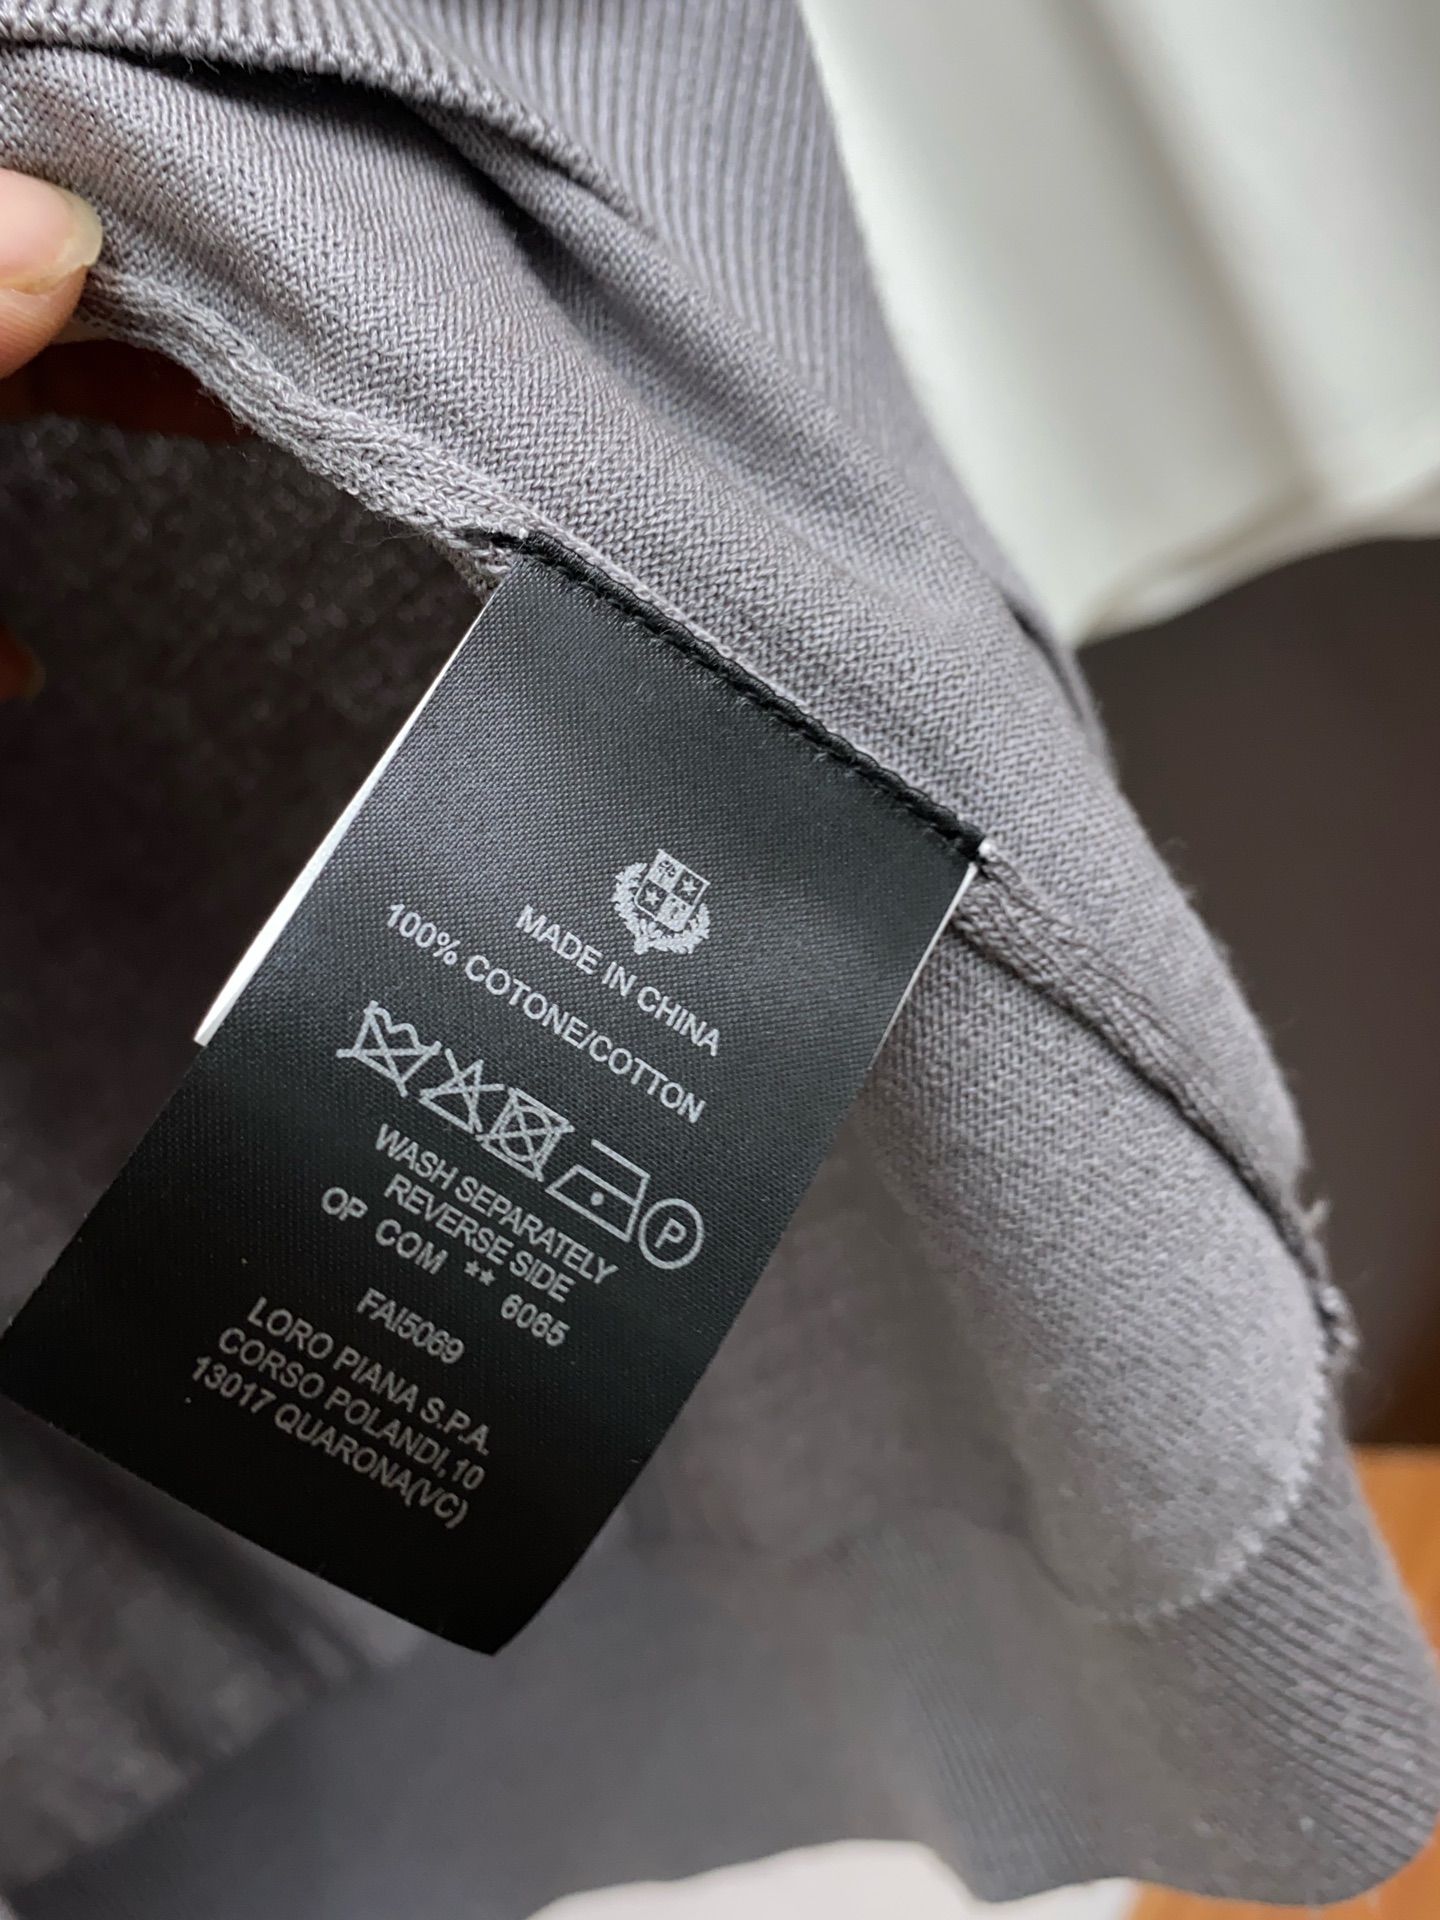 MADE IN CHINA
100% COTONE/COTTON
P
WASH SEPARATELY
REVERSE SIDE
OP COM ** 6065
FAI5069
LORO PIANA S.P.A.
CORSO POLANDI, 10
13017 QUARONA(VC)